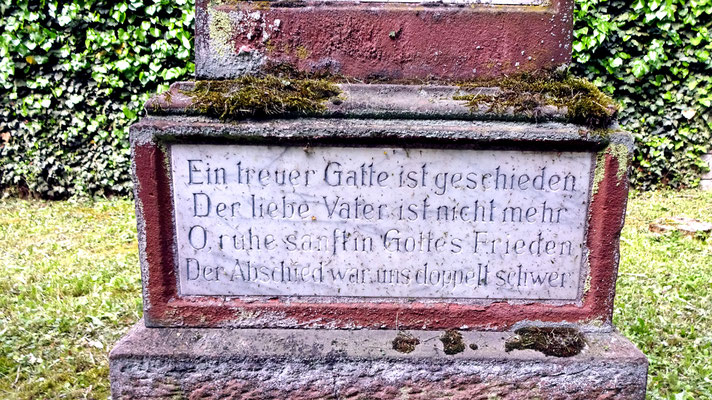 Ein treuer Gatte ist geschieden
Der liebe Vater ist nicht mehr
O, ruhe sanft in Gottes Frieden
Der Abschied war uns doppelt schwer.